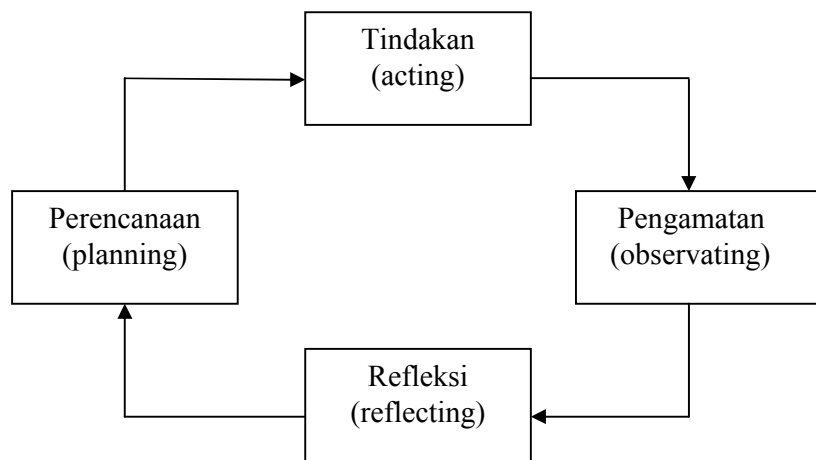 Tindakan
(acting)
Perencanaan
(planning)
Pengamatan
(observating)
Refleksi
(reflecting)